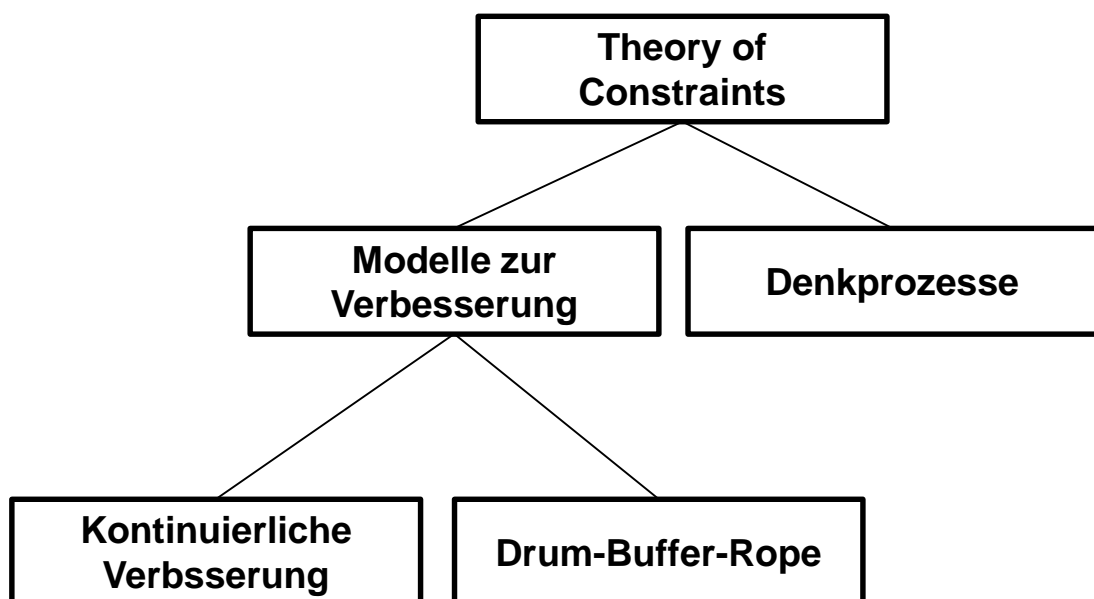 Theory of
Constraints
Modelle zur
Verbesserung
Denkprozesse
Kontinuierliche
Verbsserung
Drum-Buffer-Rope